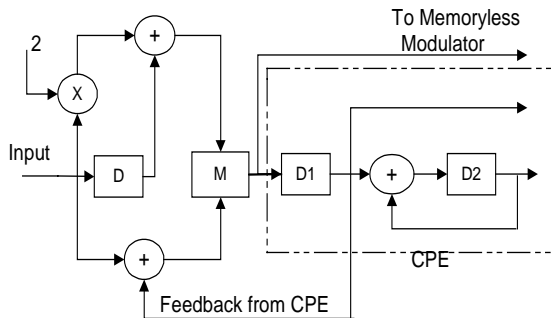 To Memoryless
Modulator
2
+
X
Input
D
M
D1
+
D2
+
CPE
Feedback from CPE